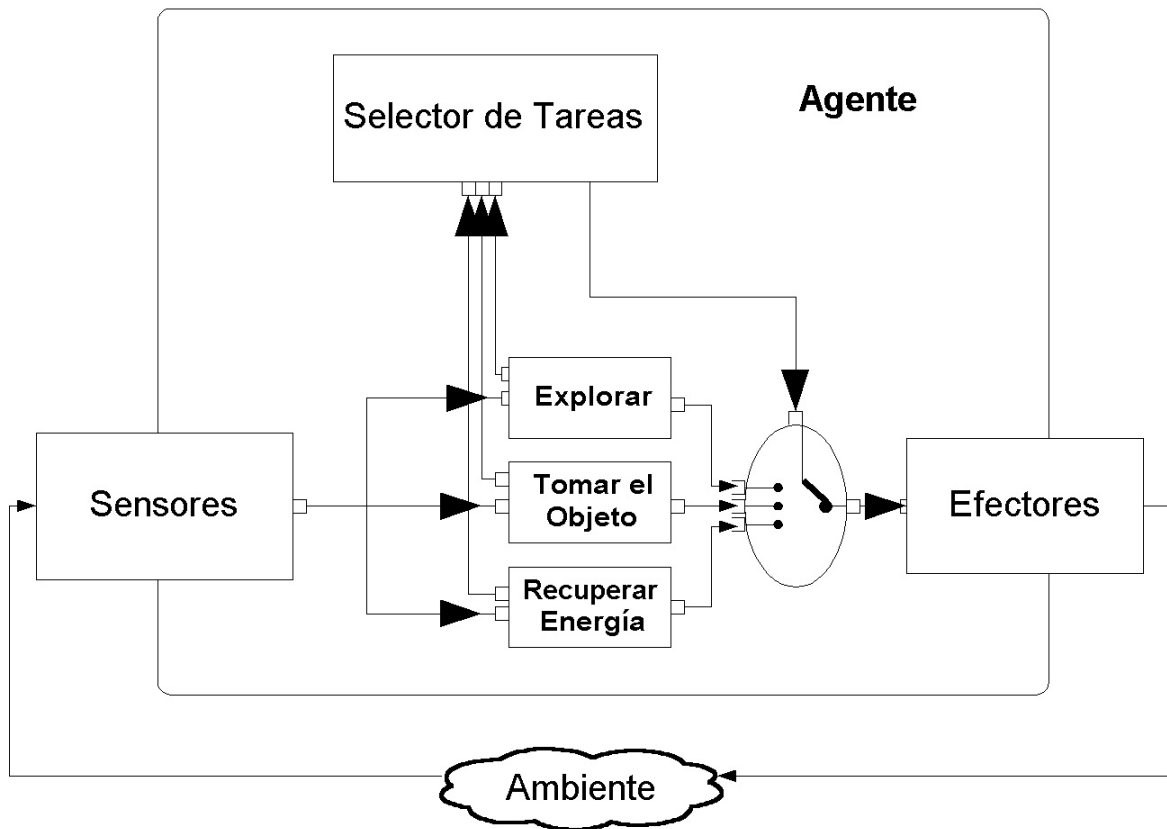 Selector de Tareas
Agente
Explorar
Sensores
Tomar el
Objeto
Efectores
Recuperar
Energía
Ambiente